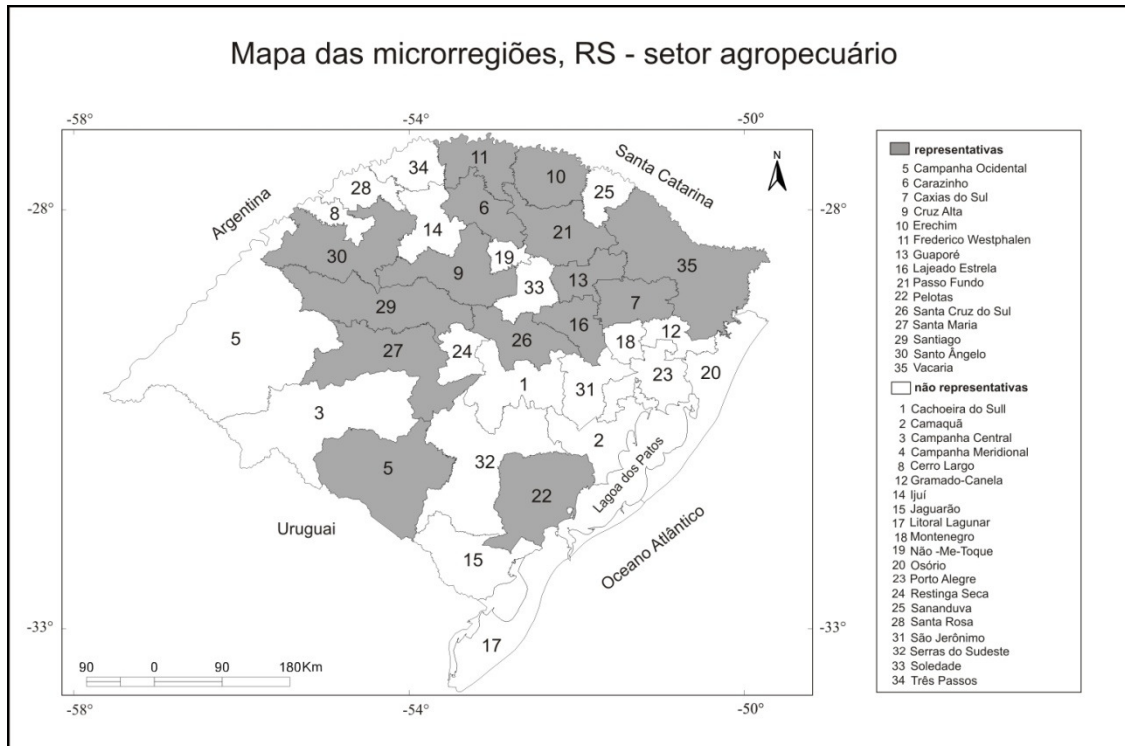 Mapa das microrregiões, RS - setor agropecuário
-58°
-54°
-50°
-28°
-28°
-33°
-33°
-58°
-54°
-50°
Argentina
Santa Catarina
Uruguai
Oceano Atlântico
Lagoa dos Patos
N
34
11
28
10
25
8
6
14
21
30
19
9
35
33
13
29
7
16
5
26
12
18
27
24
23
20
1
31
3
2
32
5
22
15
17
90 0 90 180Km
representativas
5 Campanha Ocidental
6 Carazinho
7 Caxias do Sul
9 Cruz Alta
10 Erechim
11 Frederico Westphalen
13 Guaporé
16 Lajeado Estrela
21 Passo Fundo
22 Pelotas
26 Santa Cruz do Sul
27 Santa Maria
29 Santiago
30 Santo Ângelo
35 Vacaria
não representativas
1 Cachoeira do Sull
2 Camaquã
3 Campanha Central
4 Campanha Meridional
8 Cerro Largo
12 Gramado-Canela
14 Ijuí
15 Jaguarão
17 Litoral Lagunar
18 Montenegro
19 Não -Me-Toque
20 Osório
23 Porto Alegre
24 Restinga Seca
25 Sananduva
28 Santa Rosa
31 São Jerônimo
32 Serras do Sudeste
33 Soledade
34 Três Passos